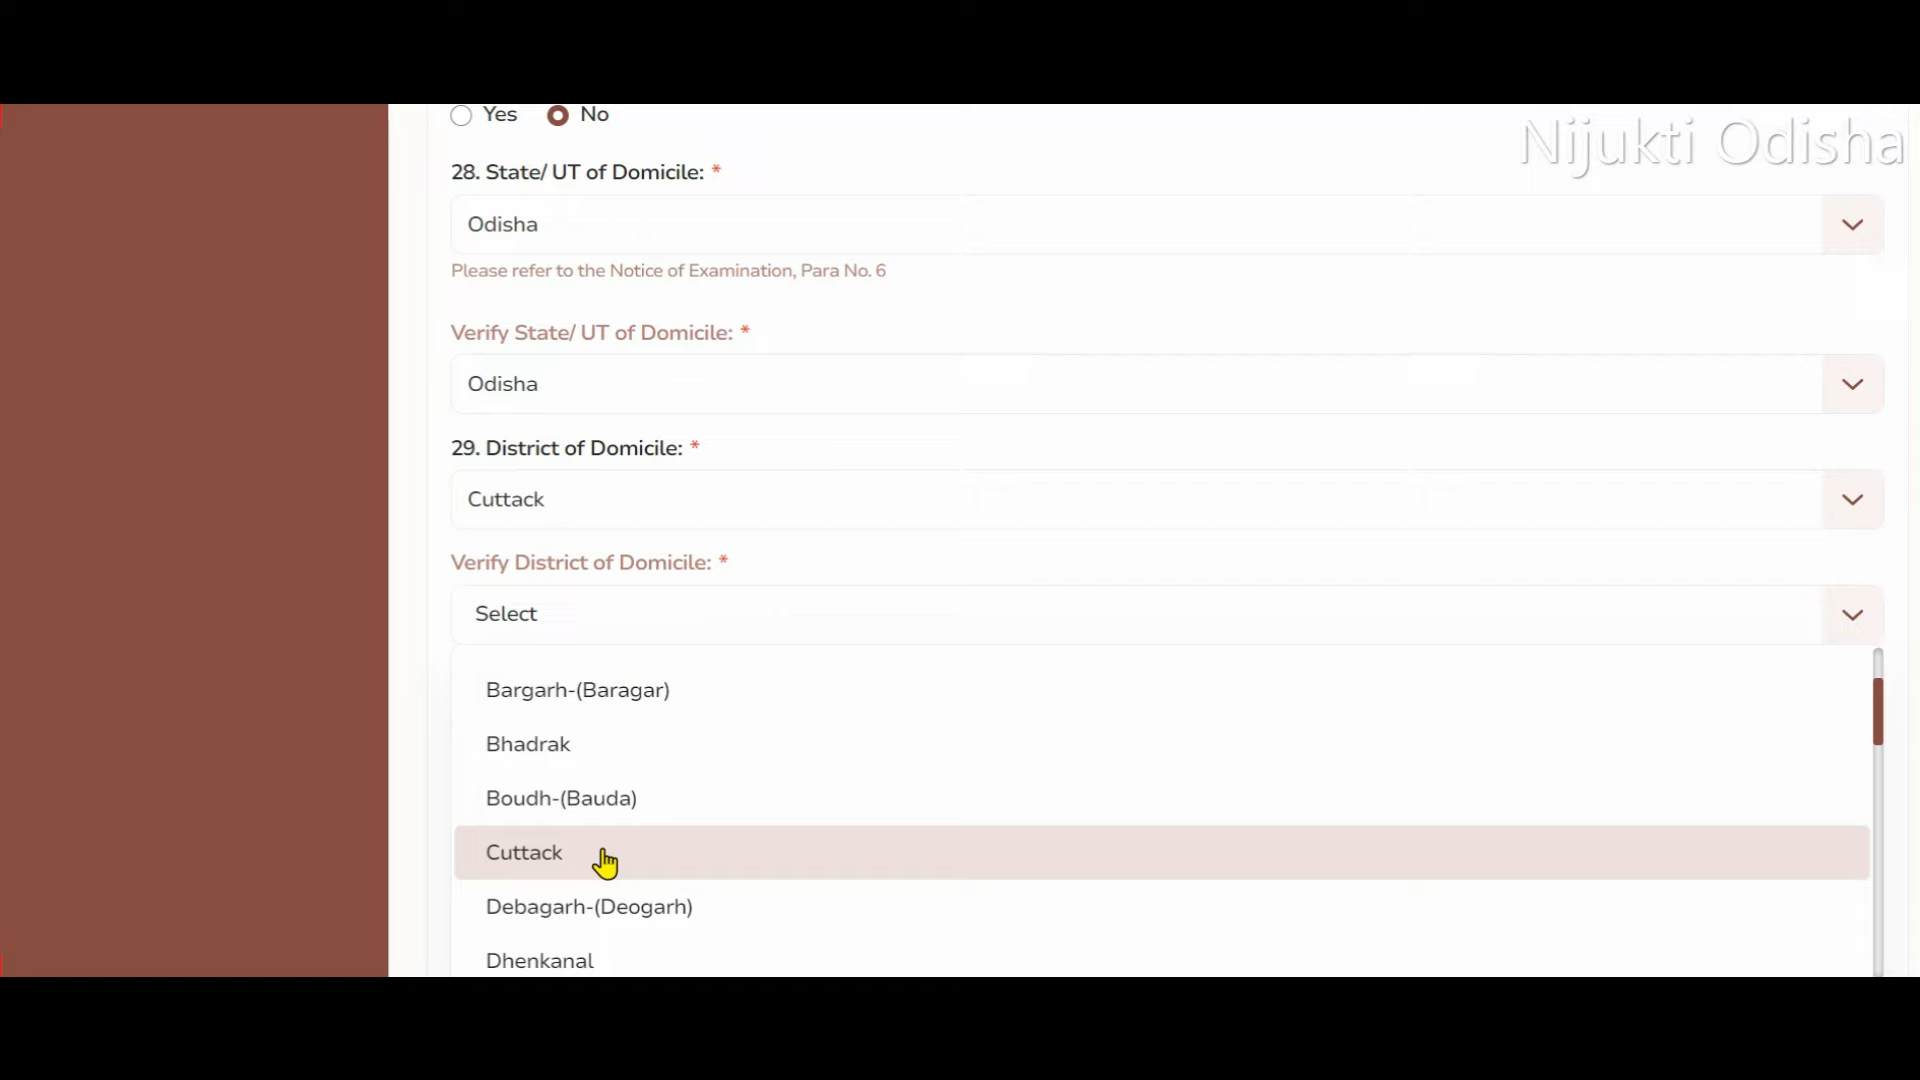 Yes No
Nijukti Odisha
28. State/ UT of Domicile: *
Odisha
Please refer to the Notice of Examination, Para No. 6
Verify State/ UT of Domicile: *
Odisha
29. District of Domicile: *
Cuttack
Verify District of Domicile: *
Select
Bargarh-(Baragar)
Bhadrak
Boudh-(Bauda)
Cuttack
Debagarh-(Deogarh)
Dhenkanal